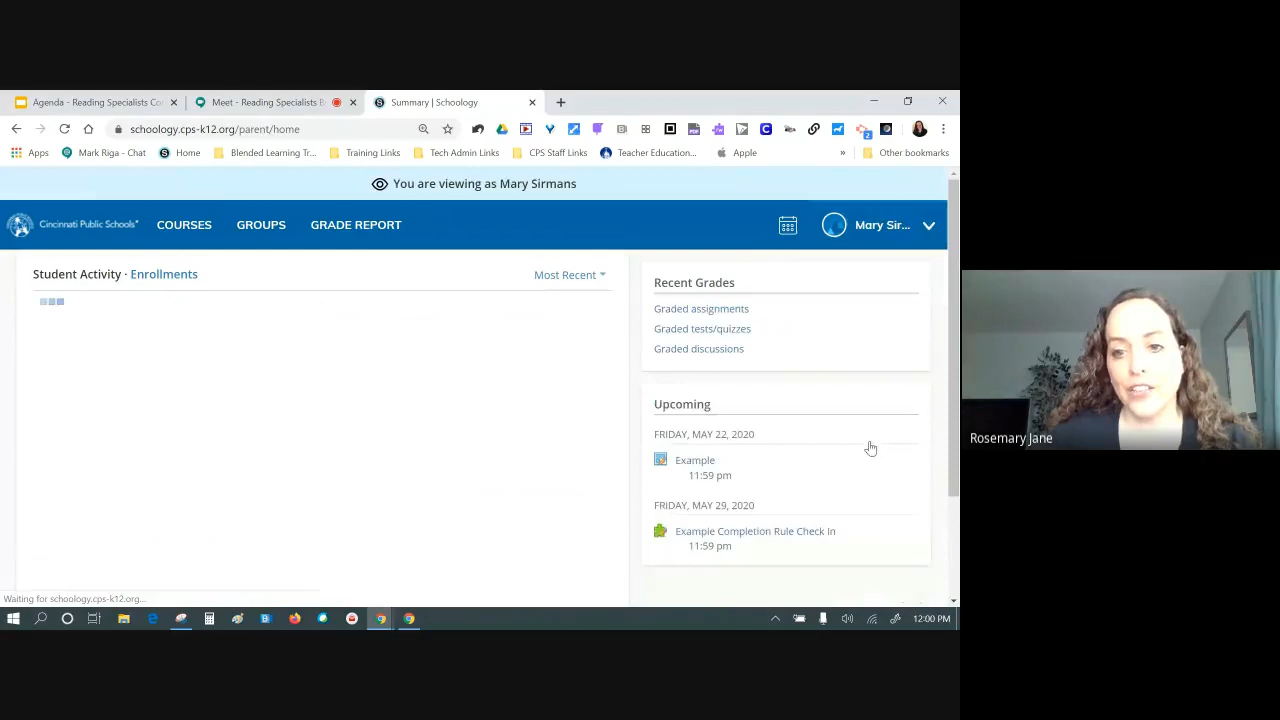 Agenda - Reading Specialists Co
Meet - Reading Specialists B
Summary | Schoology
schoology.cps-k12.org/parent/home
Apps
Mark Riga - Chat
Home
Blended Learning Tr...
Training Links
Tech Admin Links
CPS Staff Links
Teacher Education...
Apple
»
Other bookmarks
You are viewing as Mary Sirmans
Cincinnati Public Schools
COURSES
GROUPS
GRADE REPORT
Mary Sir...
Student Activity · Enrollments
Most Recent
Recent Grades
Graded assignments
Graded tests/quizzes
Graded discussions
Upcoming
FRIDAY, MAY 22, 2020
Example
11:59 pm
FRIDAY, MAY 29, 2020
Example Completion Rule Check In
11:59 pm
Waiting for schoology.cps-k12.org...
12:00 PM
Rosemary Jane